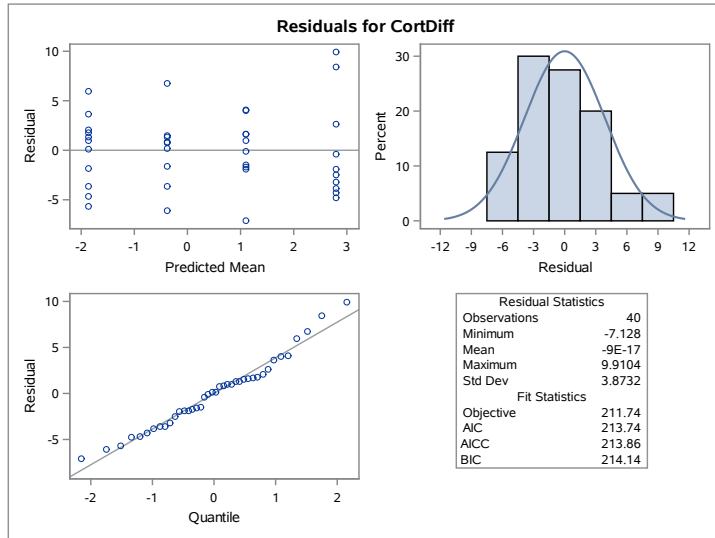 Residuals for CortDiff
10
5
0
-5
Residual
-2 -1 0 1 2 3
Predicted Mean
30
20
10
0
Percent
-12 -9 -6 -3 0 3 6 9 12
Residual
10
5
0
-5
Residual
-2 -1 0 1 2
Quantile
Residual Statistics
Observations 40
Minimum -7.128
Mean -9E-17
Maximum 9.9104
Std Dev 3.8732
Fit Statistics
Objective 211.74
AIC 213.74
AICC 213.86
BIC 214.14